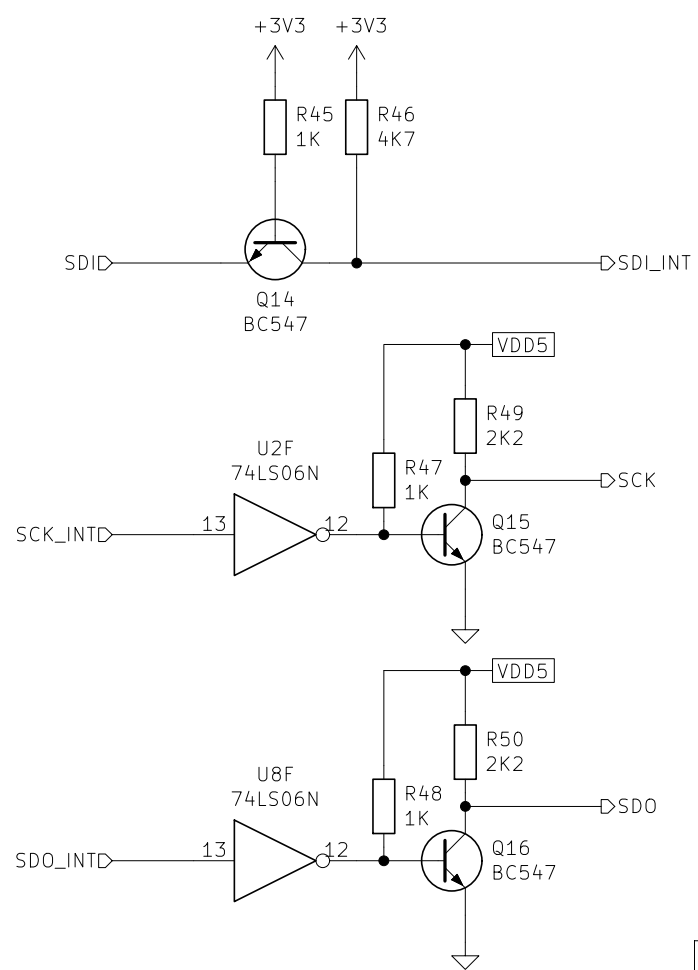 +3V3 +3V3
R45 R46
1K 4K7
SDI SDI_INT
Q14
BC547
VDD5
R49
2K2
U2F
74LS06N
R47
1K
SCK
SCK_INT 13 12 Q15
BC547
VDD5
R50
2K2
U8F
74LS06N
R48
1K
SDO
SDO_INT 13 12 Q16
BC547